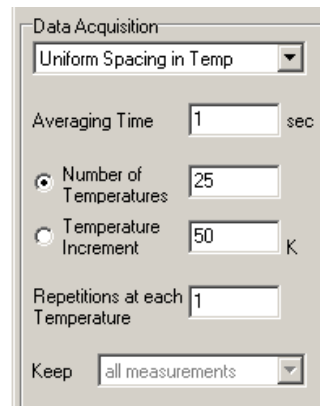 Data Acquisition
Uniform Spacing in Temp
Averaging Time 1 sec
Number of
Temperatures 25
Temperature
Increment 50 K
Repetitions at each
Temperature 1
Keep all measurements